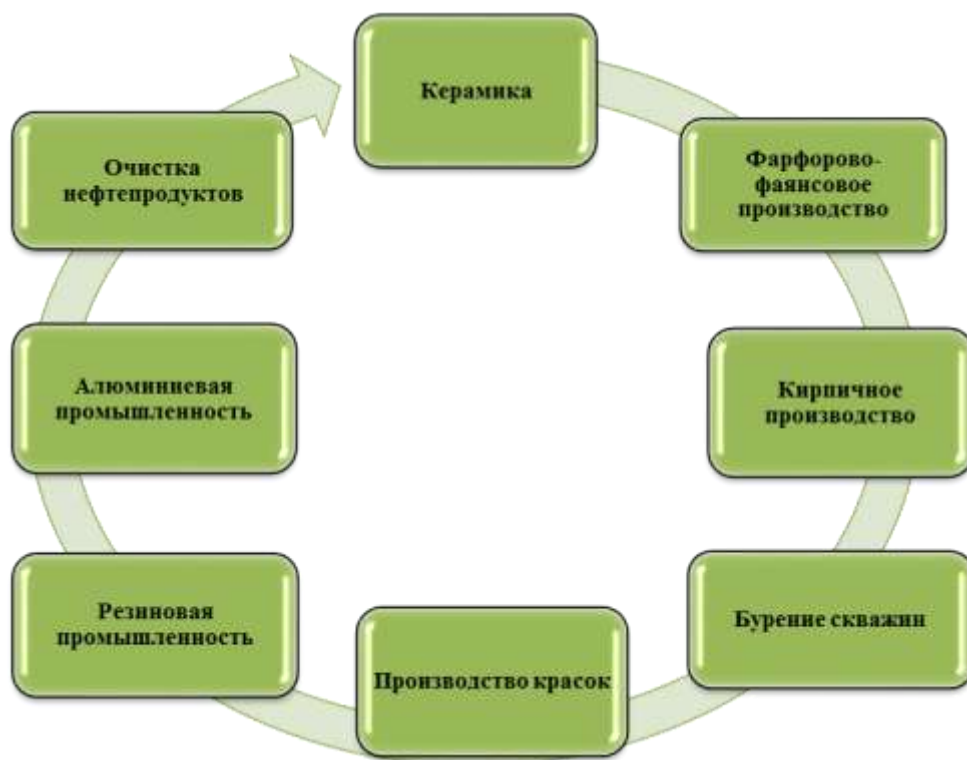 Керамика
Фарфорово-
фаянсовое
производство
Кирпичное
производство
Бурение скважин
Производство красок
Резиновая
промышленность
Алюминиевая
промышленность
Очистка
нефтепродуктов